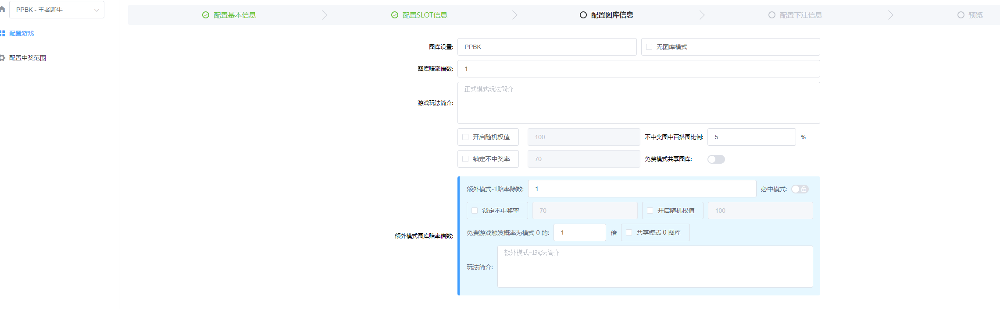 PPBK - 王者野牛
配置游戏
配置中奖范围
配置基本信息
配置SLOT信息
配置图库信息
配置下注信息
预览
图库设置: PPBK 无图库模式
图库赔率倍数: 1
游戏玩法简介: 正式模式玩法简介
开启随机权值 100 不中奖图中百搭图比例: 5 %
锁定不中奖率 70 免费模式共享图库:
额外模式图库赔率倍数:
额外模式-1赔率除数: 1 必中模式:
锁定不中奖率 70 开启随机权值 100
免费游戏触发概率为模式 0 的: 1 倍 共享模式 0 图库
玩法简介: 额外模式-1玩法简介